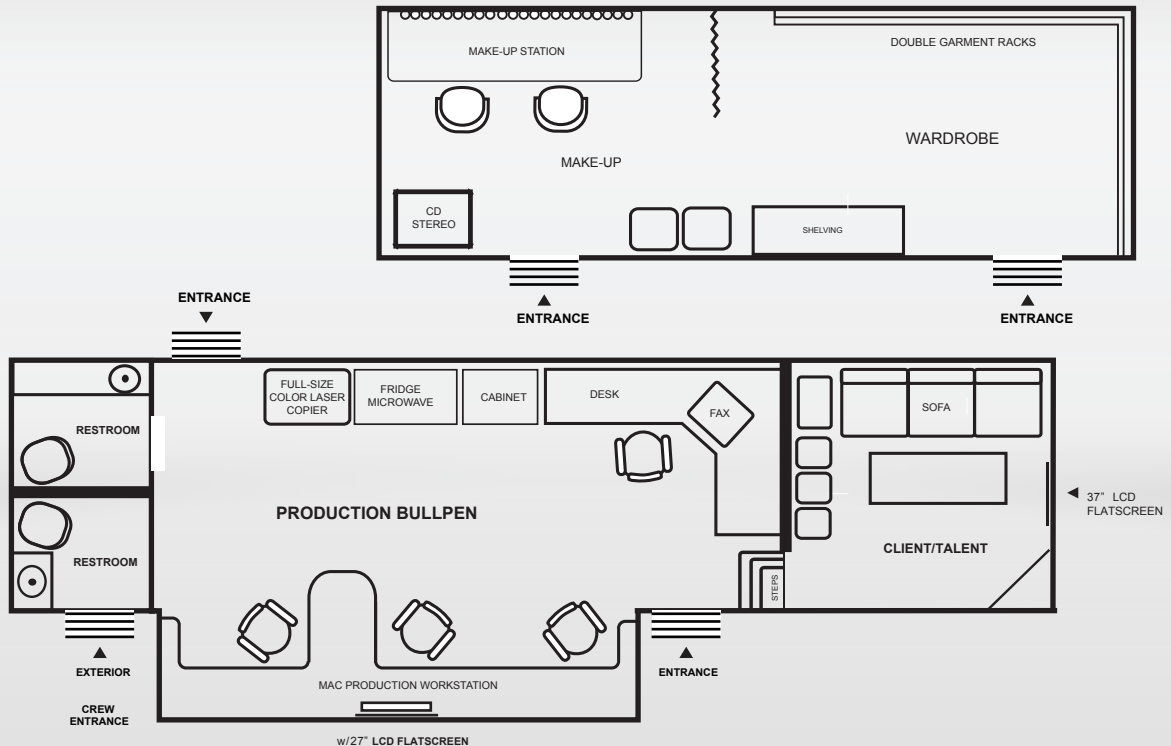 MAKE-UP STATION
DOUBLE GARMENT RACKS
WARDROBE
MAKE-UP
CD
STEREO
SHELVING
ENTRANCE
ENTRANCE
ENTRANCE
FULL-SIZE
COLOR LASER
COPIER
FRIDGE
MICROWAVE
CABINET
DESK
FAX
SOFA
RESTROOM
PRODUCTION BULLPEN
37" LCD
FLATSCREEN
CLIENT/TALENT
RESTROOM
STEPS
EXTERIOR
CREW
ENTRANCE
MAC PRODUCTION WORKSTATION
ENTRANCE
w/27" LCD FLATSCREEN